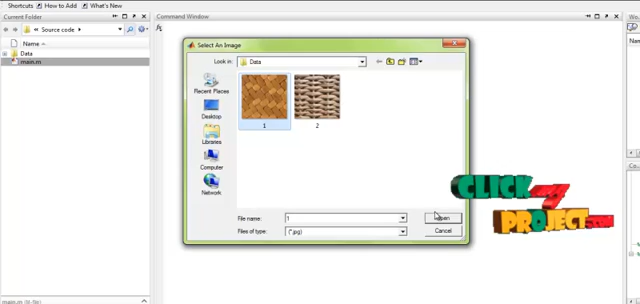 Shortcuts How to Add What's New
Current Folder
Command Window
Source code
Name
Data
main.m
fx
Select An Image
Look in: Data
Recent Places
Desktop
Libraries
Computer
Network
1
2
File name: 1
Open
Files of type: (*.jpg)
Cancel
CLICK
PROJECT.com